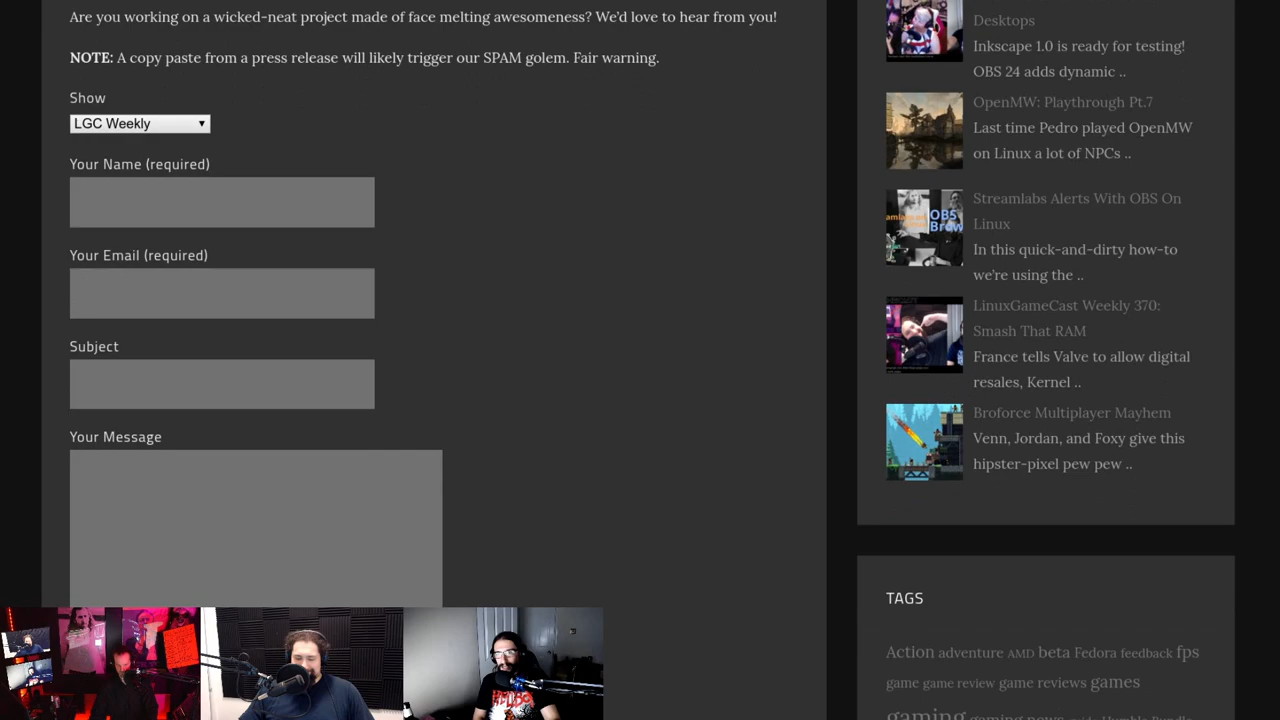 Are you working on a wicked-neat project made of face melting awesomeness? We'd love to hear from you!
NOTE: A copy paste from a press release will likely trigger our SPAM golem. Fair warning.
Show
LGC Weekly
Your Name (required)
Your Email (required)
Subject
Your Message
Desktops
Inkscape 1.0 is ready for testing!
OBS 24 adds dynamic ..
OpenMW: Playthrough Pt.7
Last time Pedro played OpenMW
on Linux a lot of NPCs ..
Streamlabs Alerts With OBS On
Linux
In this quick-and-dirty how-to
we're using the ..
LinuxGameCast Weekly 370:
Smash That RAM
France tells Valve to allow digital
resales, Kernel ..
Broforce Multiplayer Mayhem
Venn, Jordan, and Foxy give this
hipster-pixel pew pew ..
TAGS
Action adventure AMD beta Fedora feedback fps
game game review game reviews games
gaming gaming news Humble Bundle